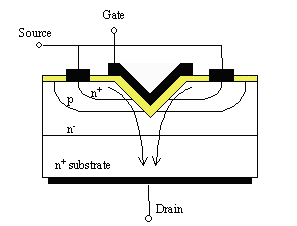 Gate
Source
n+
p
n-
n+ substrate
Drain